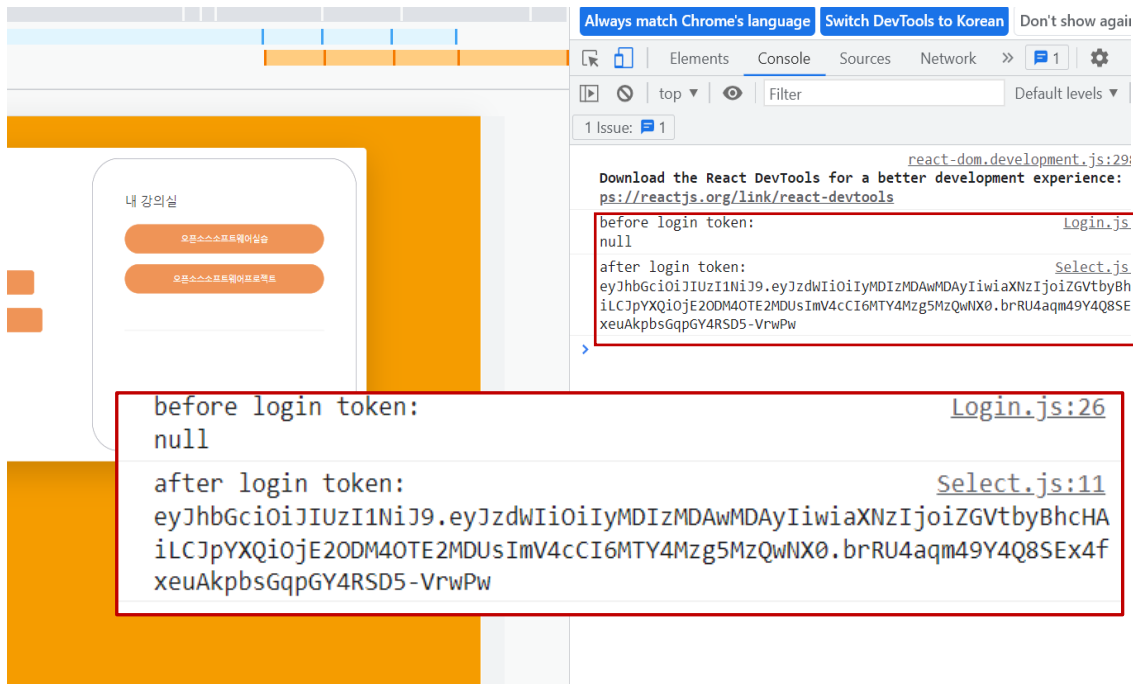 Always match Chrome's language Switch DevTools to Korean Don't show again
Elements Console Sources Network » 1
top ▼ Filter Default levels ▼
1 Issue: 1
react-dom.development.js:298
Download the React DevTools for a better development experience:
ps://reactjs.org/link/react-devtools
before login token: Login.js
null
after login token: Select.js
eyJhbGciOiJIUzI1NiJ9.eyJzdWIiOiIyMDIzMDAwMDAyIiwiaXNzIjoiZGVtbyBh
iLCJpYXQiOjE2ODM4OTE2MDUsImV4cCI6MTY4Mzg5MzQwNX0.brRU4aqm49Y4Q8SE
xeuAkpbsGqpGY4RSD5-VrwPw
내 강의실
오픈소스소프트웨어실습
오픈소스소프트웨어프로젝트
before login token: Login.js:26
null
after login token: Select.js:11
eyJhbGciOiJIUzI1NiJ9.eyJzdWIiOiIyMDIzMDAwMDAyIiwiaXNzIjoiZGVtbyBhcHA
iLCJpYXQiOjE2ODM4OTE2MDUsImV4cCI6MTY4Mzg5MzQwNX0.brRU4aqm49Y4Q8SEx4f
xeuAkpbsGqpGY4RSD5-VrwPw